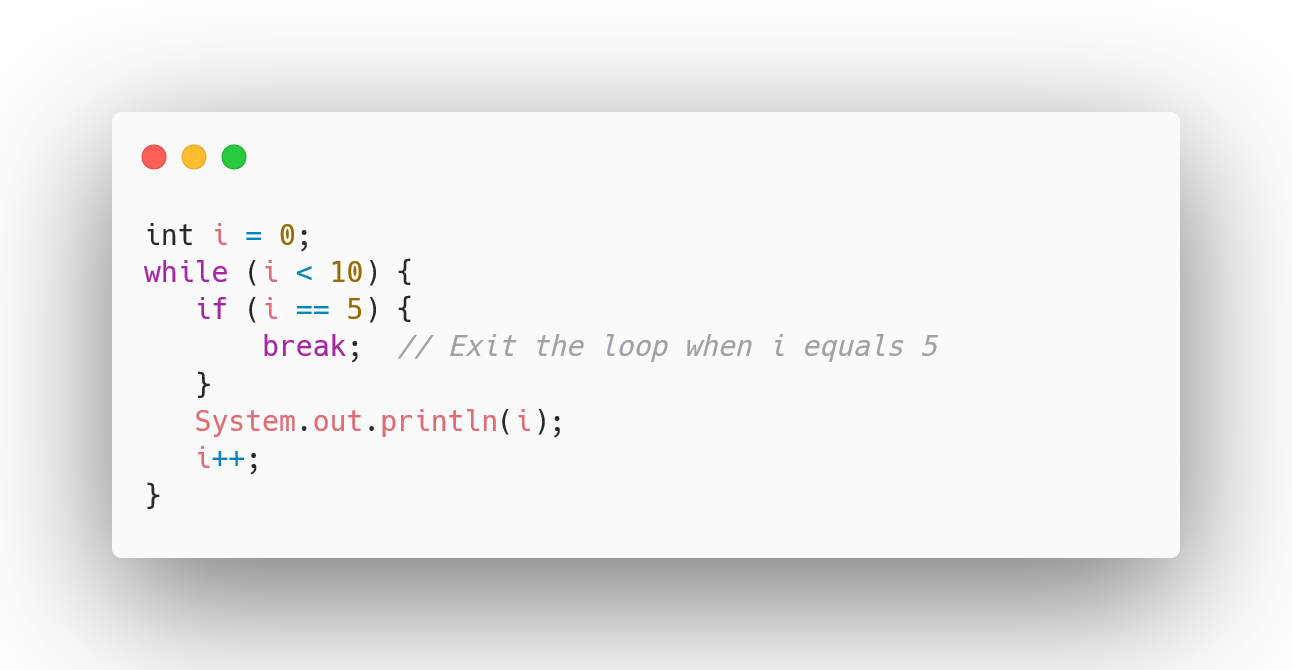 int i = 0;
while (i < 10) {
   if (i == 5) {
       break;  // Exit the loop when i equals 5
   }
   System.out.println(i);
   i++;
}